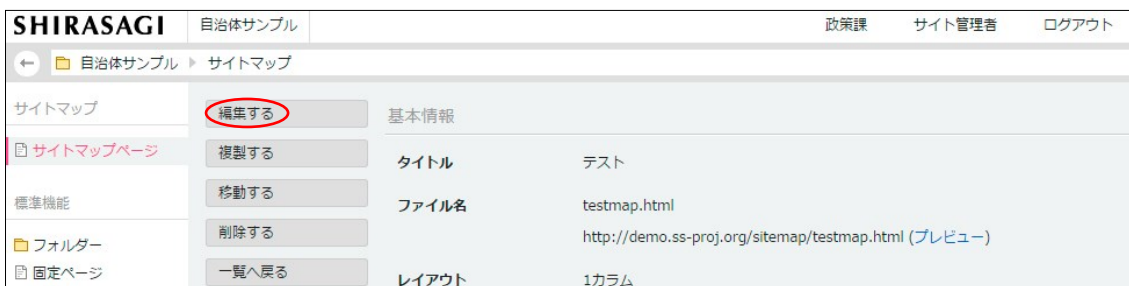 SHIRASAGI 自治体サンプル 政策課 サイト管理者 ログアウト
自治体サンプル サイトマップ
サイトマップ
サイトマップページ
標準機能
フォルダー
固定ページ
編集する
複製する
移動する
削除する
一覧へ戻る
基本情報
タイトル テスト
ファイル名 testmap.html
http://demo.ss-proj.org/sitemap/testmap.html (プレビュー)
レイアウト 1カラム